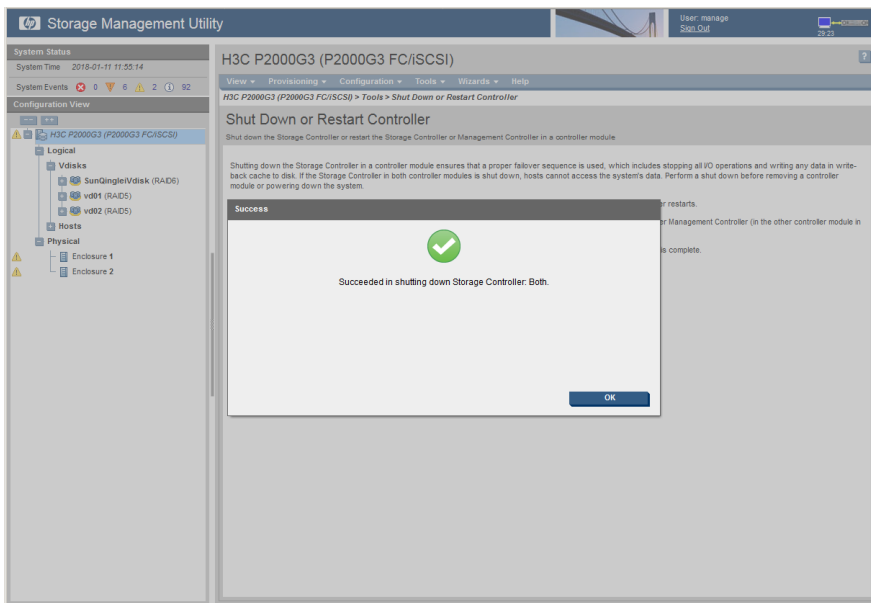 hp Storage Management Utility
User: manage
Sign Out
29:23
System Status
System Time 2018-01-11 11:55:14
System Events 0 6 2 92
Configuration View
H3C P2000G3 (P2000G3 FC/iSCSI)
Logical
Vdisks
SunQingleiVdisk (RAID6)
vd01 (RAID5)
vd02 (RAID5)
Hosts
Physical
Enclosure 1
Enclosure 2
H3C P2000G3 (P2000G3 FC/iSCSI)
?
View Provisioning Configuration Tools Wizards Help
H3C P2000G3 (P2000G3 FC/iSCSI) > Tools > Shut Down or Restart Controller
Shut Down or Restart Controller
Shut down the Storage Controller or restart the Storage Controller or Management Controller in a controller module
Shutting down the Storage Controller in a controller module ensures that a proper failover sequence is used, which includes stopping all I/O operations and writing any data in write-
back cache to disk. If the Storage Controller in both controller modules is shut down, hosts cannot access the system's data. Perform a shut down before removing a controller
module or powering down the system.
er restarts.
er Management Controller (in the other controller module in
is complete.
Success
Succeeded in shutting down Storage Controller: Both.
OK